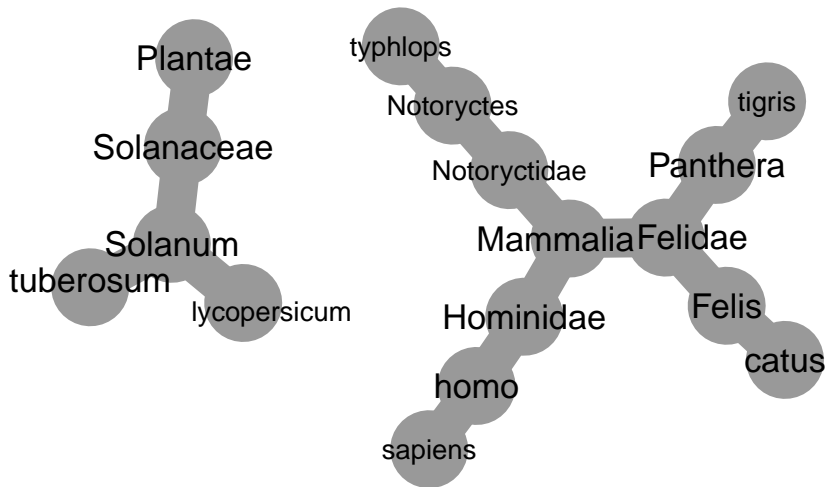 Plantae
Solanaceae
Solanum
tuberosum
lycopersicum
typhlops
Notoryctes
Notoryctidae
Mammalia
Felidae
Panthera
tigris
Felis
catus
Hominidae
homo
sapiens